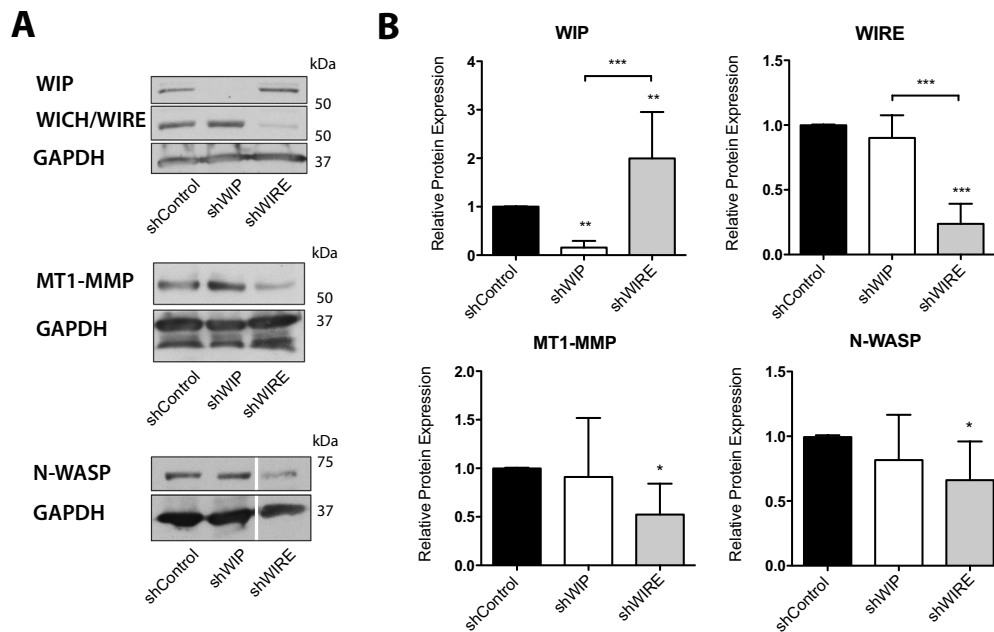 A
kDa
WIP
50
WICH/WIRE
50
GAPDH
37
shControl
shWIP
shWIRE
kDa
MT1-MMP
50
GAPDH
37
shControl
shWIP
shWIRE
kDa
N-WASP
75
GAPDH
37
shControl
shWIP
shWIRE
B
WIP
Relative Protein Expression
4
3
2
1
0
***
**
**
shControl
shWIP
shWIRE
WIRE
Relative Protein Expression
1.5
1.0
0.5
0.0
***
***
shControl
shWIP
shWIRE
MT1-MMP
Relative Protein Expression
2.0
1.5
1.0
0.5
0.0
*
shControl
shWIP
shWIRE
N-WASP
Relative Protein Expression
1.5
1.0
0.5
0.0
*
shControl
shWIP
shWIRE